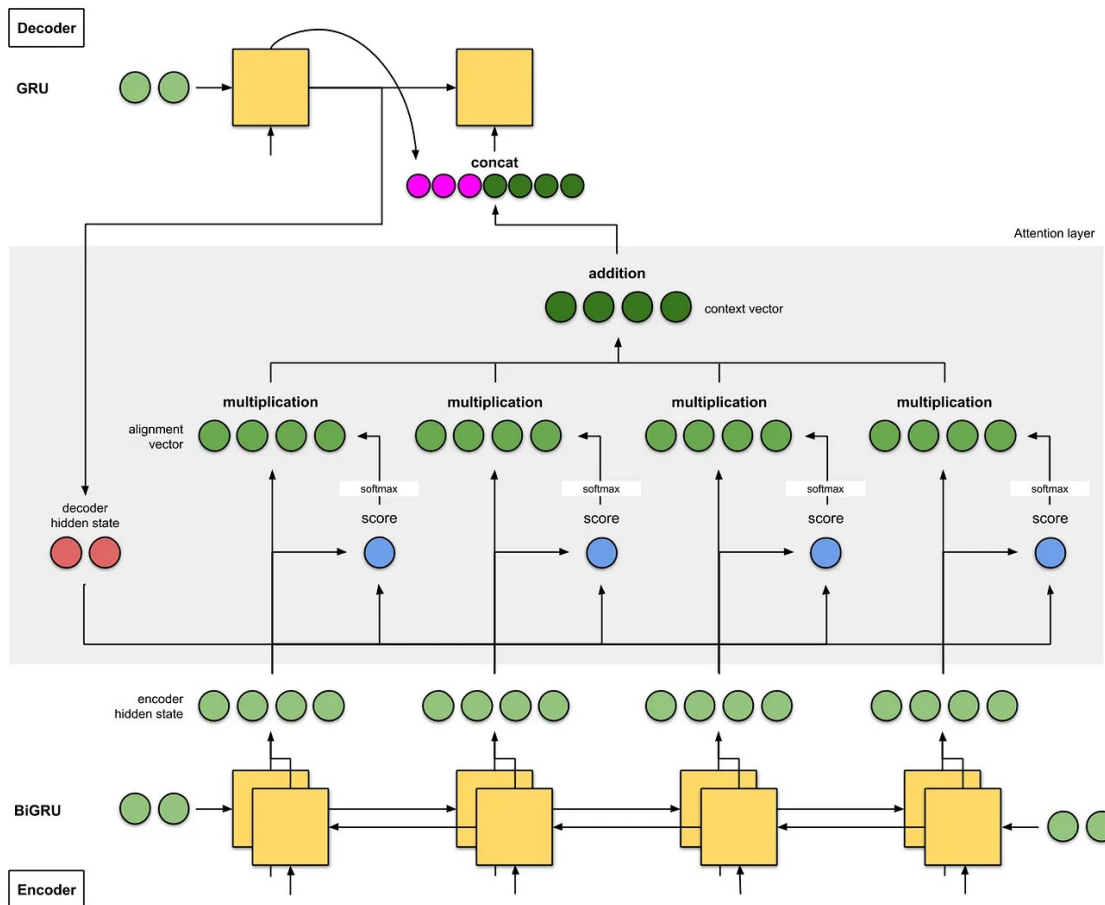 Decoder
GRU
concat
Attention layer
addition
context vector
multiplication
multiplication
multiplication
multiplication
alignment
vector
softmax
softmax
softmax
softmax
decoder
hidden state
score
score
score
score
encoder
hidden state
BiGRU
Encoder